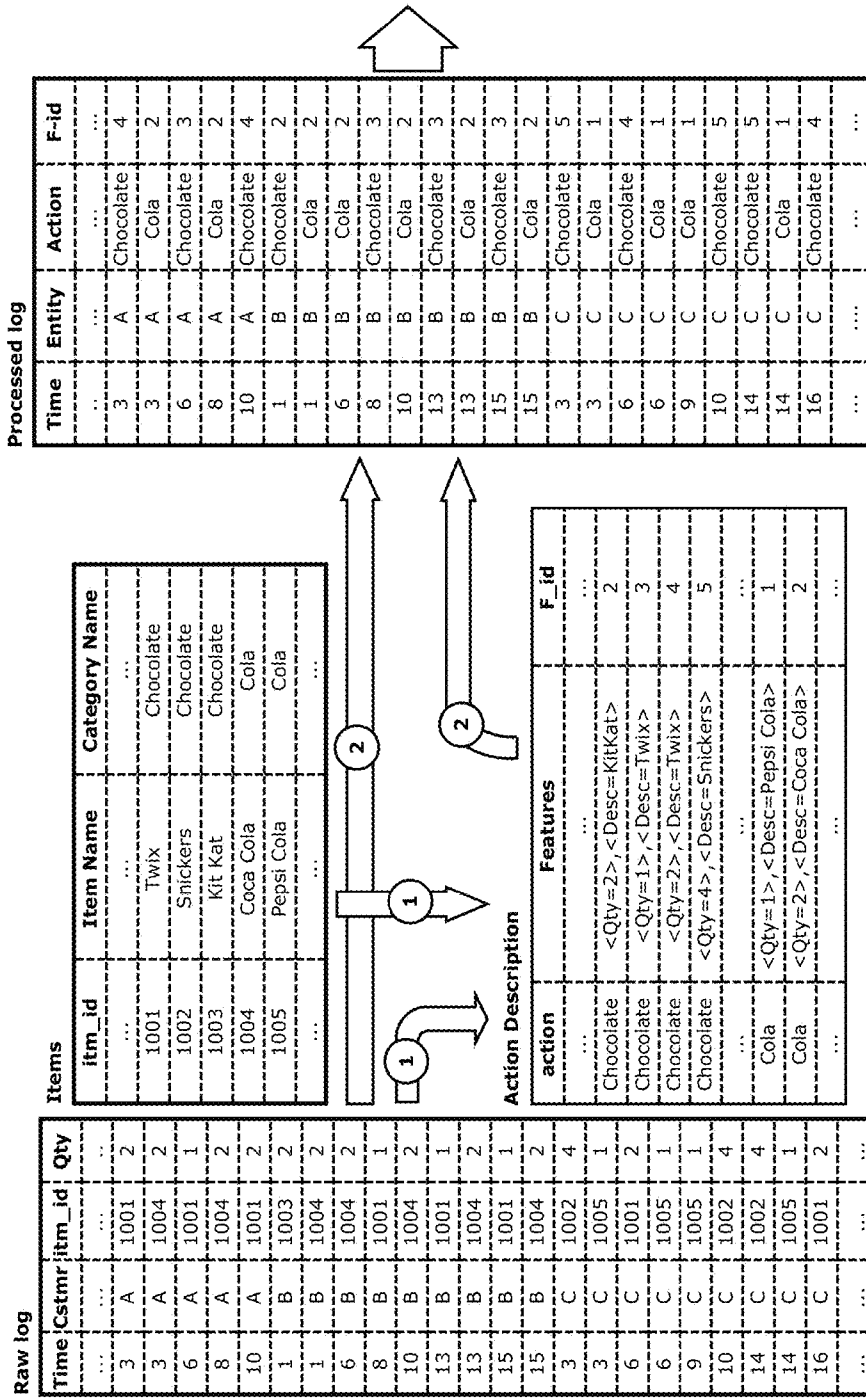 Raw log
Time Cstmr itm_id Qty
... ... ... ..
3 A 1001 2
3 A 1004 2
6 A 1001 1
8 A 1004 2
10 A 1001 2
1 B 1003 2
1 B 1004 2
6 B 1004 2
8 B 1001 1
10 B 1004 2
13 B 1001 1
13 B 1004 2
15 B 1001 1
15 B 1004 2
3 C 1002 4
3 C 1005 1
6 C 1001 2
6 C 1005 1
9 C 1005 1
10 C 1002 4
14 C 1002 4
14 C 1005 1
16 C 1001 2
... ... ... ...
Items
itm_id Item Name Category Name
... ... ...
1001 Twix Chocolate
1002 Snickers Chocolate
1003 Kit Kat Chocolate
1004 Coca Cola Cola
1005 Pepsi Cola Cola
... ... ...
2
1
1
2
Action Description
action Features F_id
... ... ...
Chocolate <Qty=2>,<Desc=KitKat> 2
Chocolate <Qty=1>,<Desc=Twix> 3
Chocolate <Qty=2>,<Desc=Twix> 4
Chocolate <Qty=4>,<Desc=Snickers> 5
... ... ...
Cola <Qty=1>,<Desc=Pepsi Cola> 1
Cola <Qty=2>,<Desc=Coca Cola> 2
... ... ...
Processed log
Time Entity Action F-id
.. ... ... ...
3 A Chocolate 4
3 A Cola 2
6 A Chocolate 3
8 A Cola 2
10 A Chocolate 4
1 B Chocolate 2
1 B Cola 2
6 B Cola 2
8 B Chocolate 3
10 B Cola 2
13 B Chocolate 3
13 B Cola 2
15 B Chocolate 3
15 B Cola 2
3 C Chocolate 5
3 C Cola 1
6 C Chocolate 4
6 C Cola 1
9 C Cola 1
10 C Chocolate 5
14 C Chocolate 5
14 C Cola 1
16 C Chocolate 4
... ... .... ...